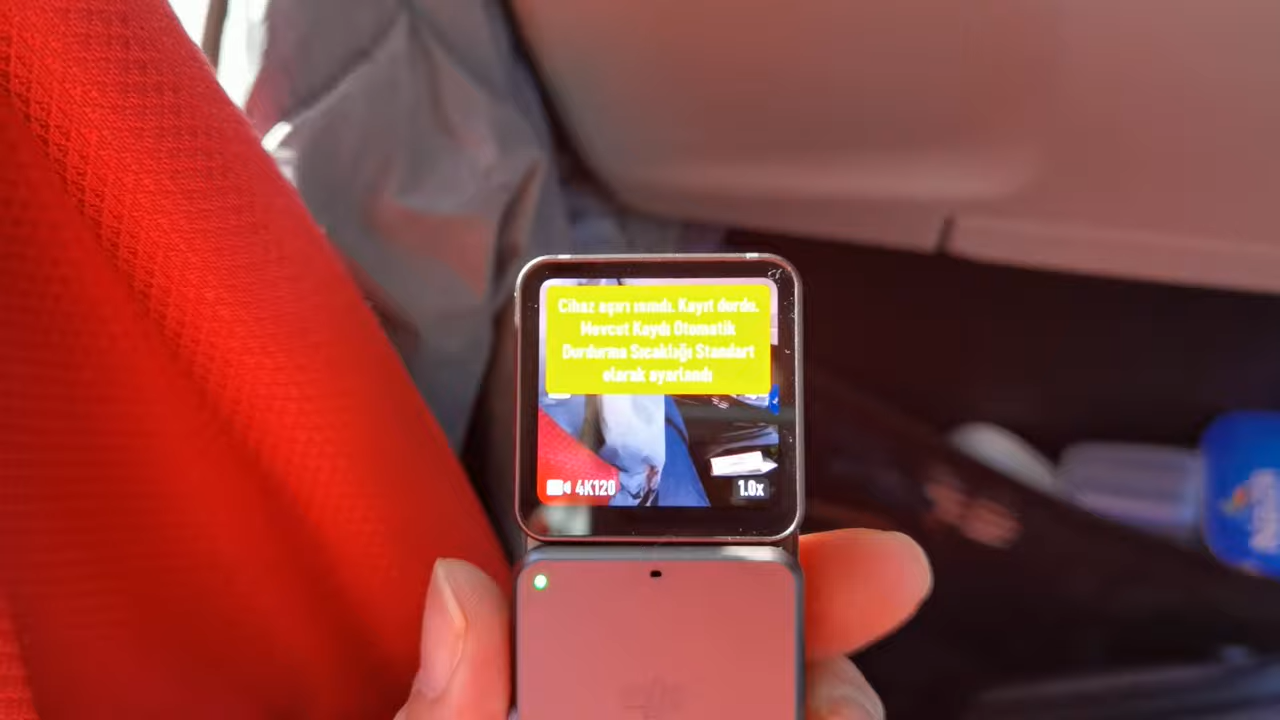 Cihaz aşırı ısındı. Kayıt durdu.
Mevcut Kaydı Otomatik
Durdurma Sıcaklığı Standart
olarak ayarlandı
4K120
1.0x